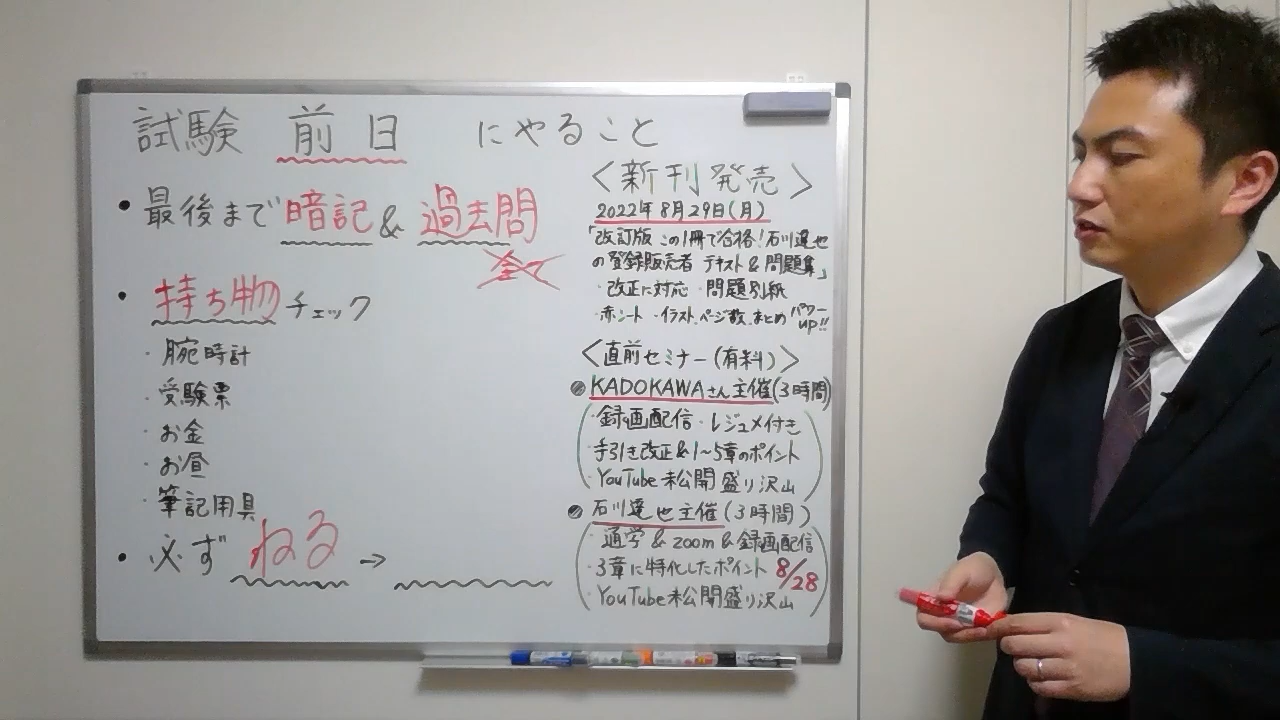 試験 前日 にやること
・最後まで暗記&過去問
全て
・持ち物チェック
・腕時計
・受験票
・お金
・お昼
・筆記用具
・必ず ねる →
<新刊発売>
2022年8月29日(月)
「改訂版 この1冊で合格!石川達也
の登録販売者 テキスト&問題集」
・改正に対応・問題別紙
・赤シート・イラスト、ページ数、まとめ パワーup!!
<直前セミナー(有料)>
KADOKAWAさん主催(3時間)
・録画配信・レジュメ付き
・手引き改正&1~5章のポイント
・YouTube未公開盛り沢山
石川達也主催(3時間)
・通学&zoom&録画配信
・3章に特化したポイント 8/28
・YouTube未公開盛り沢山